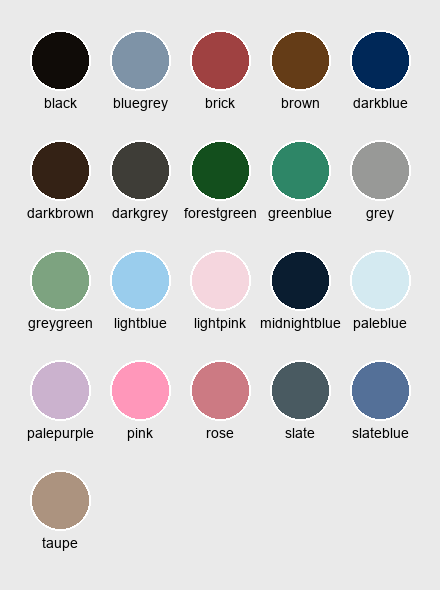 black bluegrey brick brown darkblue
darkbrown darkgrey forestgreen greenblue grey
greygreen lightblue lightpink midnightblue paleblue
palepurple pink rose slate slateblue
taupe